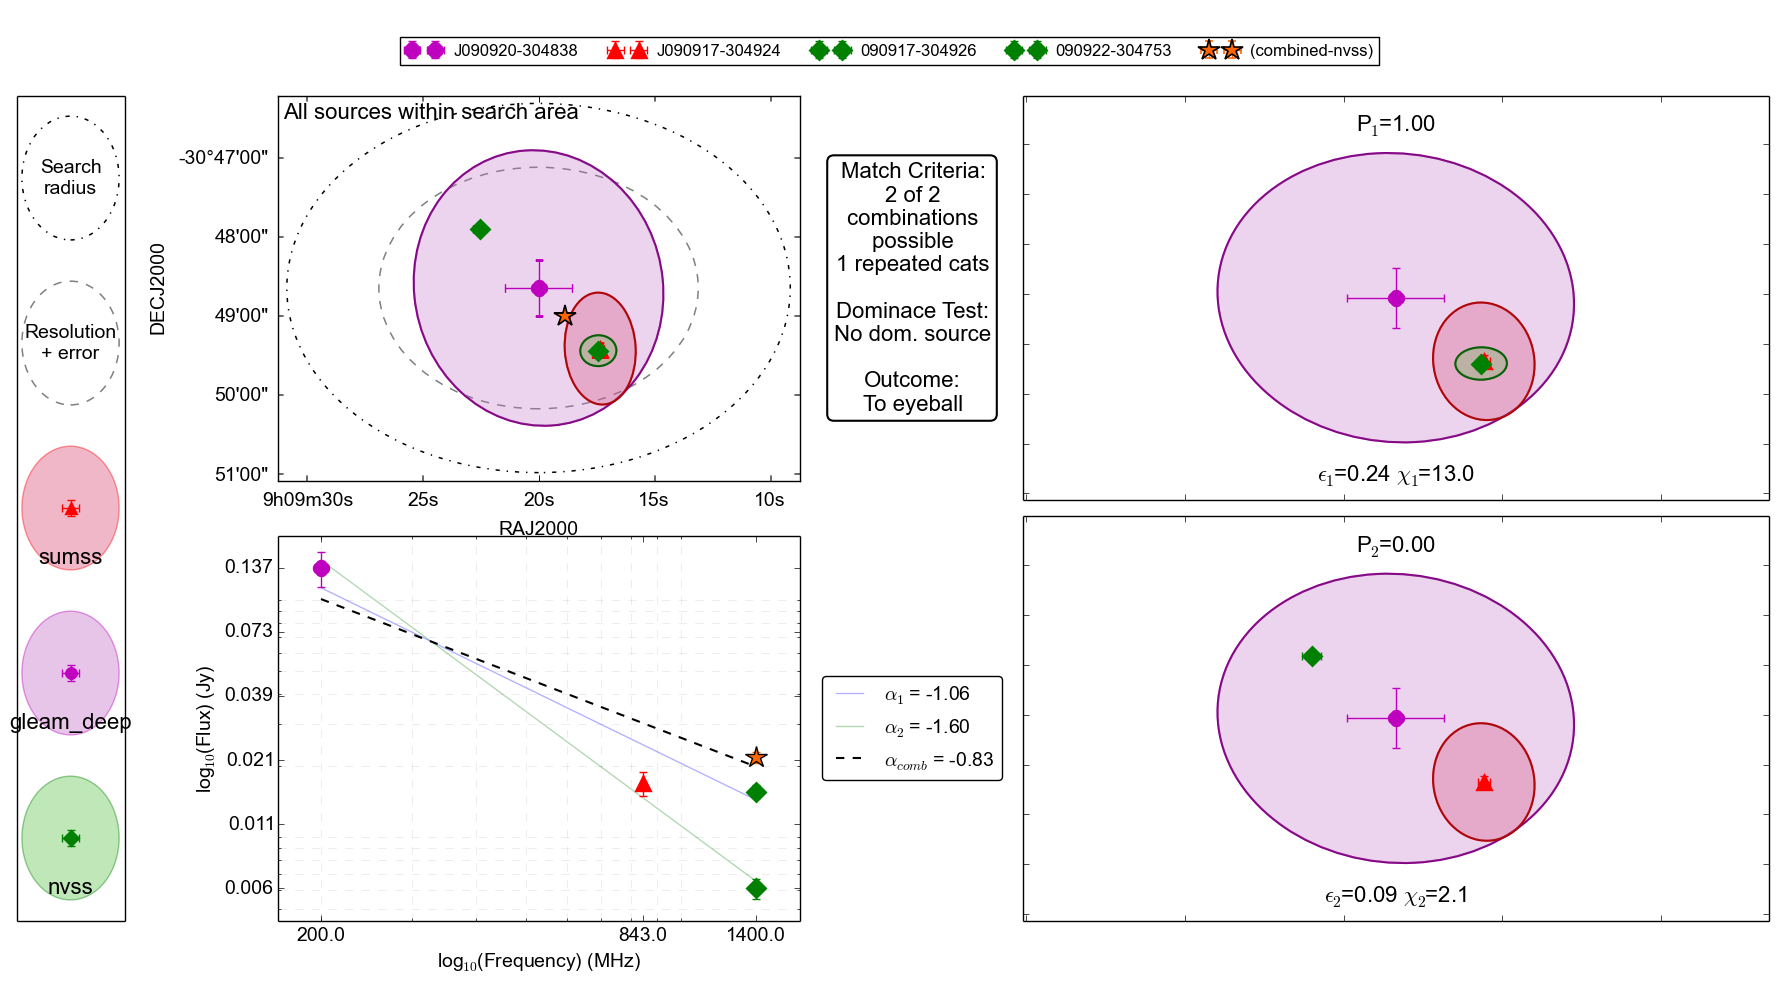 J090920-304838 J090917-304924 090917-304926 090922-304753 (combined-nvss)
Search
radius
Resolution
+ error
sumss
gleam_deep
nvss
All sources within search area
DECJ2000
-30°47'00"
48'00"
49'00"
50'00"
51'00"
9h09m30s 25s 20s 15s 10s
RAJ2000
log10(Flux) (Jy)
0.137
0.073
0.039
0.021
0.011
0.006
200.0 843.0 1400.0
log10(Frequency) (MHz)
Match Criteria:
2 of 2
combinations
possible
1 repeated cats
Dominace Test:
No dom. source
Outcome:
To eyeball
α1 = -1.06
α2 = -1.60
αcomb = -0.83
P1=1.00
ϵ1=0.24 χ1=13.0
P2=0.00
ϵ2=0.09 χ2=2.1